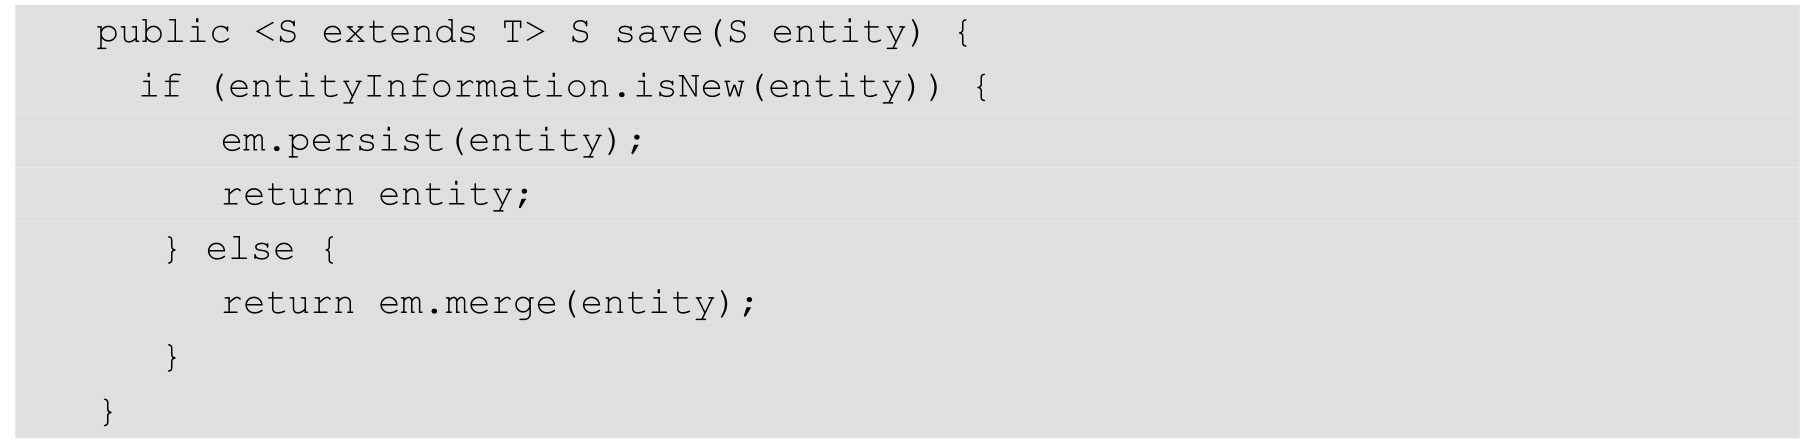 public <S extends T> S save(S entity) {
if (entityInformation.isNew(entity)) {
em.persist(entity);
return entity;
} else {
return em.merge(entity);
}
}